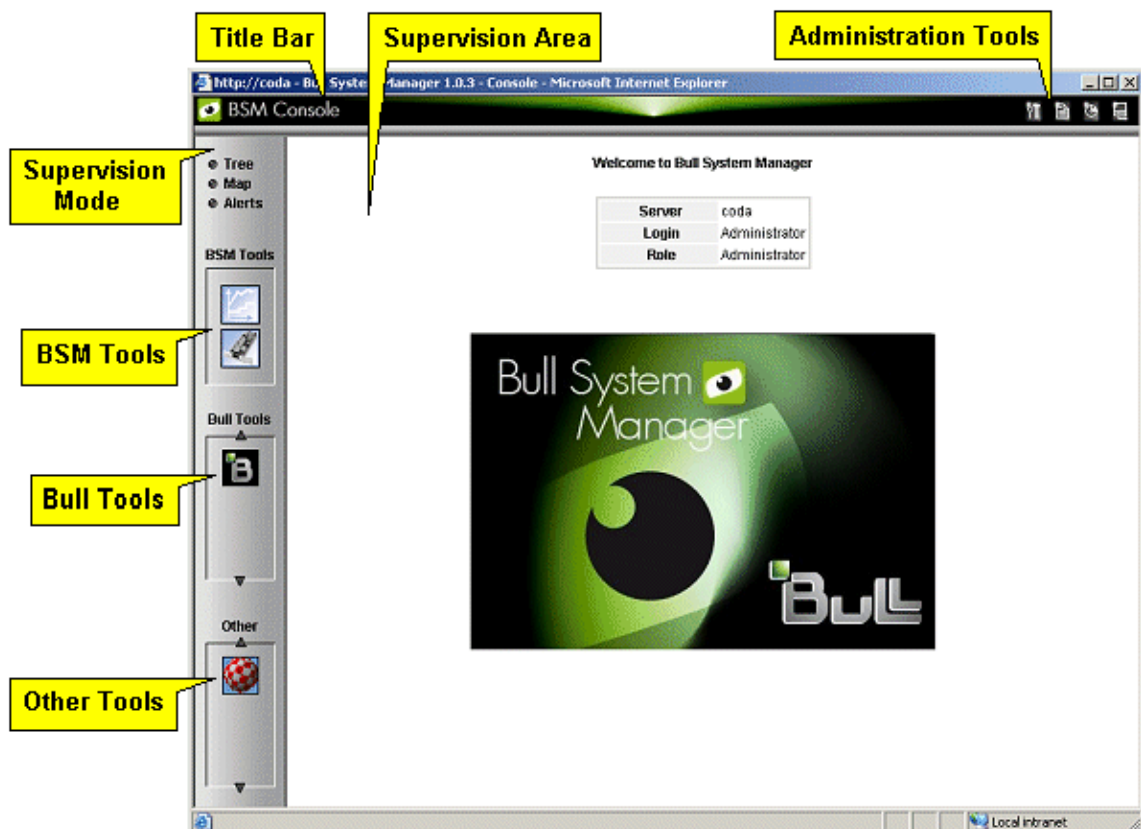 Title Bar
Supervision Area
Administration Tools
http://coda - Bull System Manager 1.0.3 - Console - Microsoft Internet Explorer
BSM Console
Supervision
Mode
Tree
Map
Alerts
Welcome to Bull System Manager
Server coda
Login Administrator
Role Administrator
BSM Tools
BSM Tools
Bull System
Manager
Bull Tools
B
Bull Tools
Bull
Other
Other Tools
Local intranet